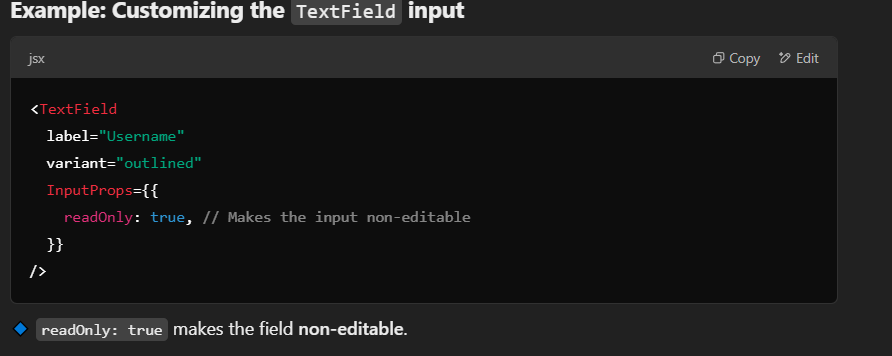 Example: Customizing the TextField input
jsx
Copy
Edit
<TextField
  label="Username"
  variant="outlined"
  InputProps={{
    readOnly: true, // Makes the input non-editable
  }}
/>
readOnly: true makes the field non-editable.